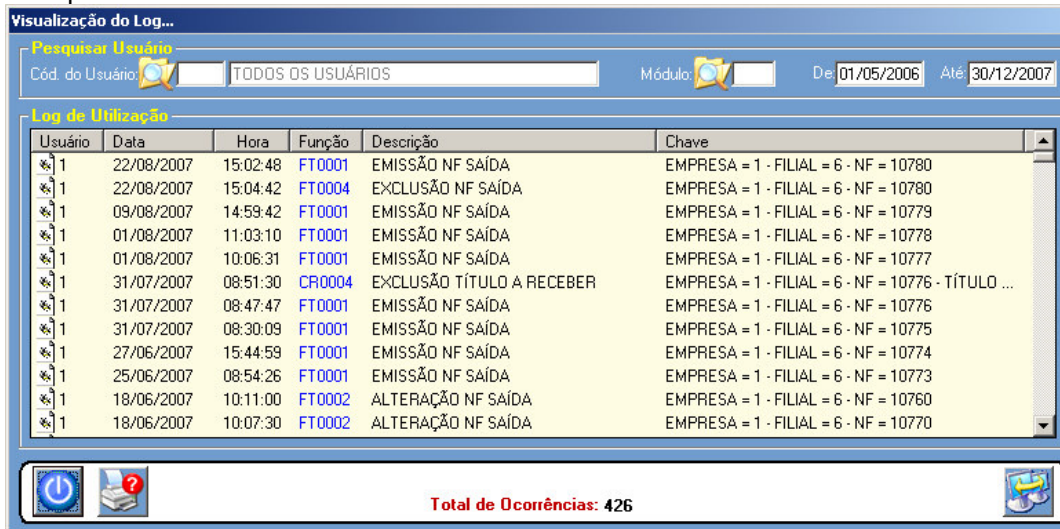 Visualização do Log...
Pesquisar Usuário
Cód. do Usuário: TODOS OS USUÁRIOS Módulo: De: 01/05/2006 Até: 30/12/2007
Log de Utilização
Usuário Data Hora Função Descrição Chave
1 22/08/2007 15:02:48 FT0001 EMISSÃO NF SAÍDA EMPRESA = 1 - FILIAL = 6 - NF = 10780
1 22/08/2007 15:04:42 FT0004 EXCLUSÃO NF SAÍDA EMPRESA = 1 - FILIAL = 6 - NF = 10780
1 09/08/2007 14:59:42 FT0001 EMISSÃO NF SAÍDA EMPRESA = 1 - FILIAL = 6 - NF = 10779
1 01/08/2007 11:03:10 FT0001 EMISSÃO NF SAÍDA EMPRESA = 1 - FILIAL = 6 - NF = 10778
1 01/08/2007 10:06:31 FT0001 EMISSÃO NF SAÍDA EMPRESA = 1 - FILIAL = 6 - NF = 10777
1 31/07/2007 08:51:30 CR0004 EXCLUSÃO TÍTULO A RECEBER EMPRESA = 1 - FILIAL = 6 - NF = 10776 - TÍTULO ...
1 31/07/2007 08:47:47 FT0001 EMISSÃO NF SAÍDA EMPRESA = 1 - FILIAL = 6 - NF = 10776
1 31/07/2007 08:30:09 FT0001 EMISSÃO NF SAÍDA EMPRESA = 1 - FILIAL = 6 - NF = 10775
1 27/06/2007 15:44:59 FT0001 EMISSÃO NF SAÍDA EMPRESA = 1 - FILIAL = 6 - NF = 10774
1 25/06/2007 08:54:26 FT0001 EMISSÃO NF SAÍDA EMPRESA = 1 - FILIAL = 6 - NF = 10773
1 18/06/2007 10:11:00 FT0002 ALTERAÇÃO NF SAÍDA EMPRESA = 1 - FILIAL = 6 - NF = 10760
1 18/06/2007 10:07:30 FT0002 ALTERAÇÃO NF SAÍDA EMPRESA = 1 - FILIAL = 6 - NF = 10770
Total de Ocorrências: 426